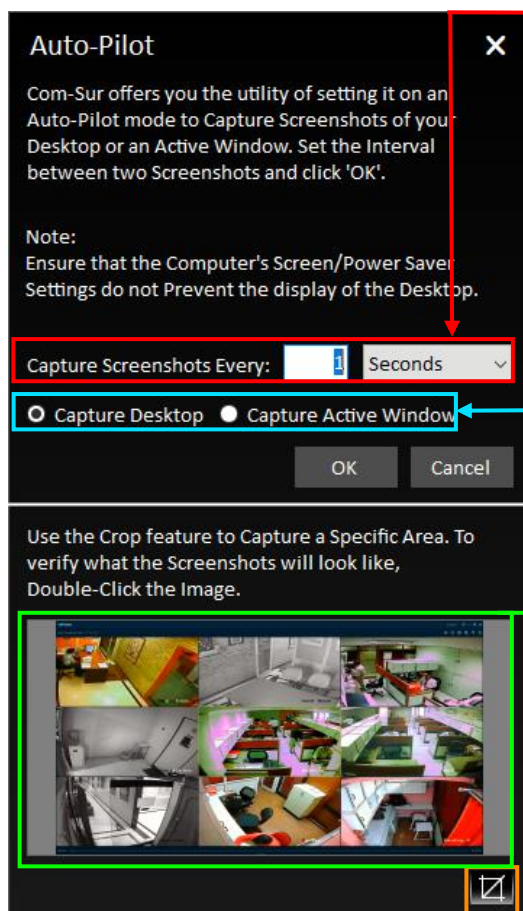 Auto-Pilot
Com-Sur offers you the utility of setting it on an
Auto-Pilot mode to Capture Screenshots of your
Desktop or an Active Window. Set the Interval
between two Screenshots and click 'OK'.
Note:
Ensure that the Computer's Screen/Power Saver
Settings do not Prevent the display of the Desktop.
Capture Screenshots Every: 1 Seconds
Capture Desktop Capture Active Window
OK Cancel
Use the Crop feature to Capture a Specific Area. To
verify what the Screenshots will look like,
Double-Click the Image.